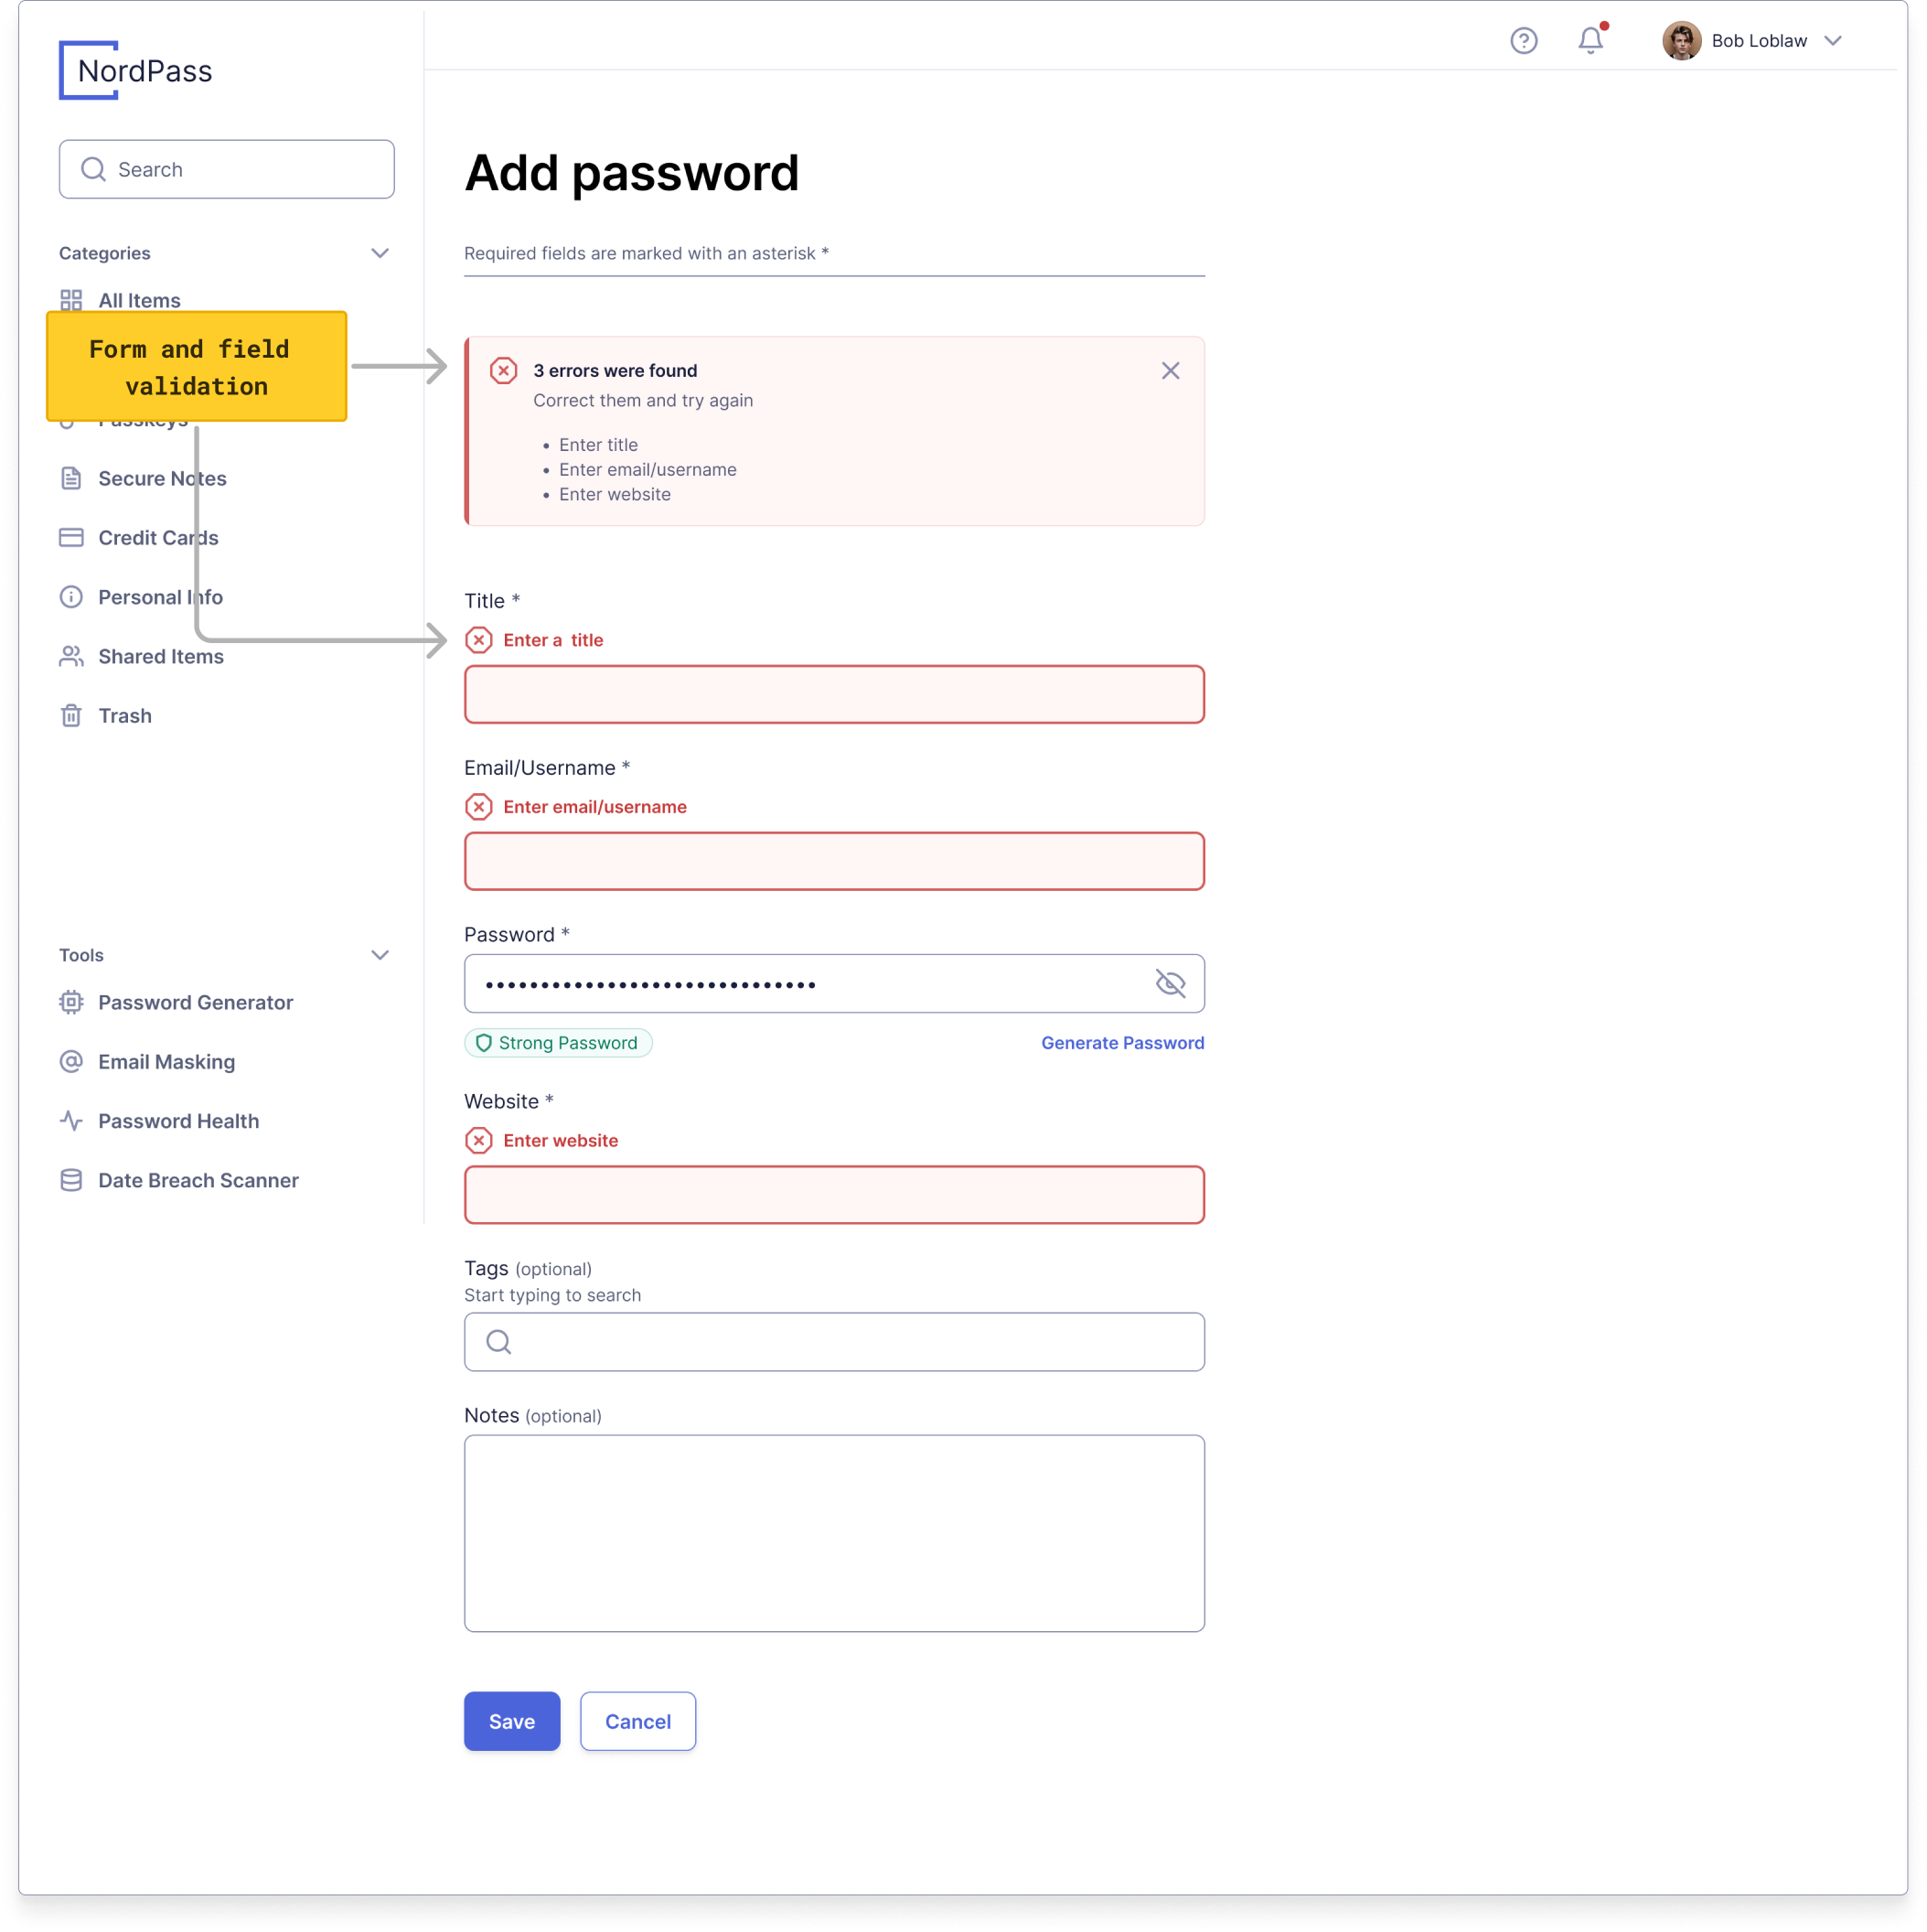 NordPass
Search
Categories
All Items
Form and field
validation
Passkeys
Secure Notes
Credit Cards
Personal Info
Shared Items
Trash
Tools
Password Generator
Email Masking
Password Health
Date Breach Scanner
Bob Loblaw
Add password
Required fields are marked with an asterisk *
3 errors were found
Correct them and try again
• Enter title
• Enter email/username
• Enter website
Title *
Enter a  title
Email/Username *
Enter email/username
Password *
••••••••••••••••••••••••••••••
Strong Password
Generate Password
Website *
Enter website
Tags (optional)
Start typing to search
Notes (optional)
Save
Cancel